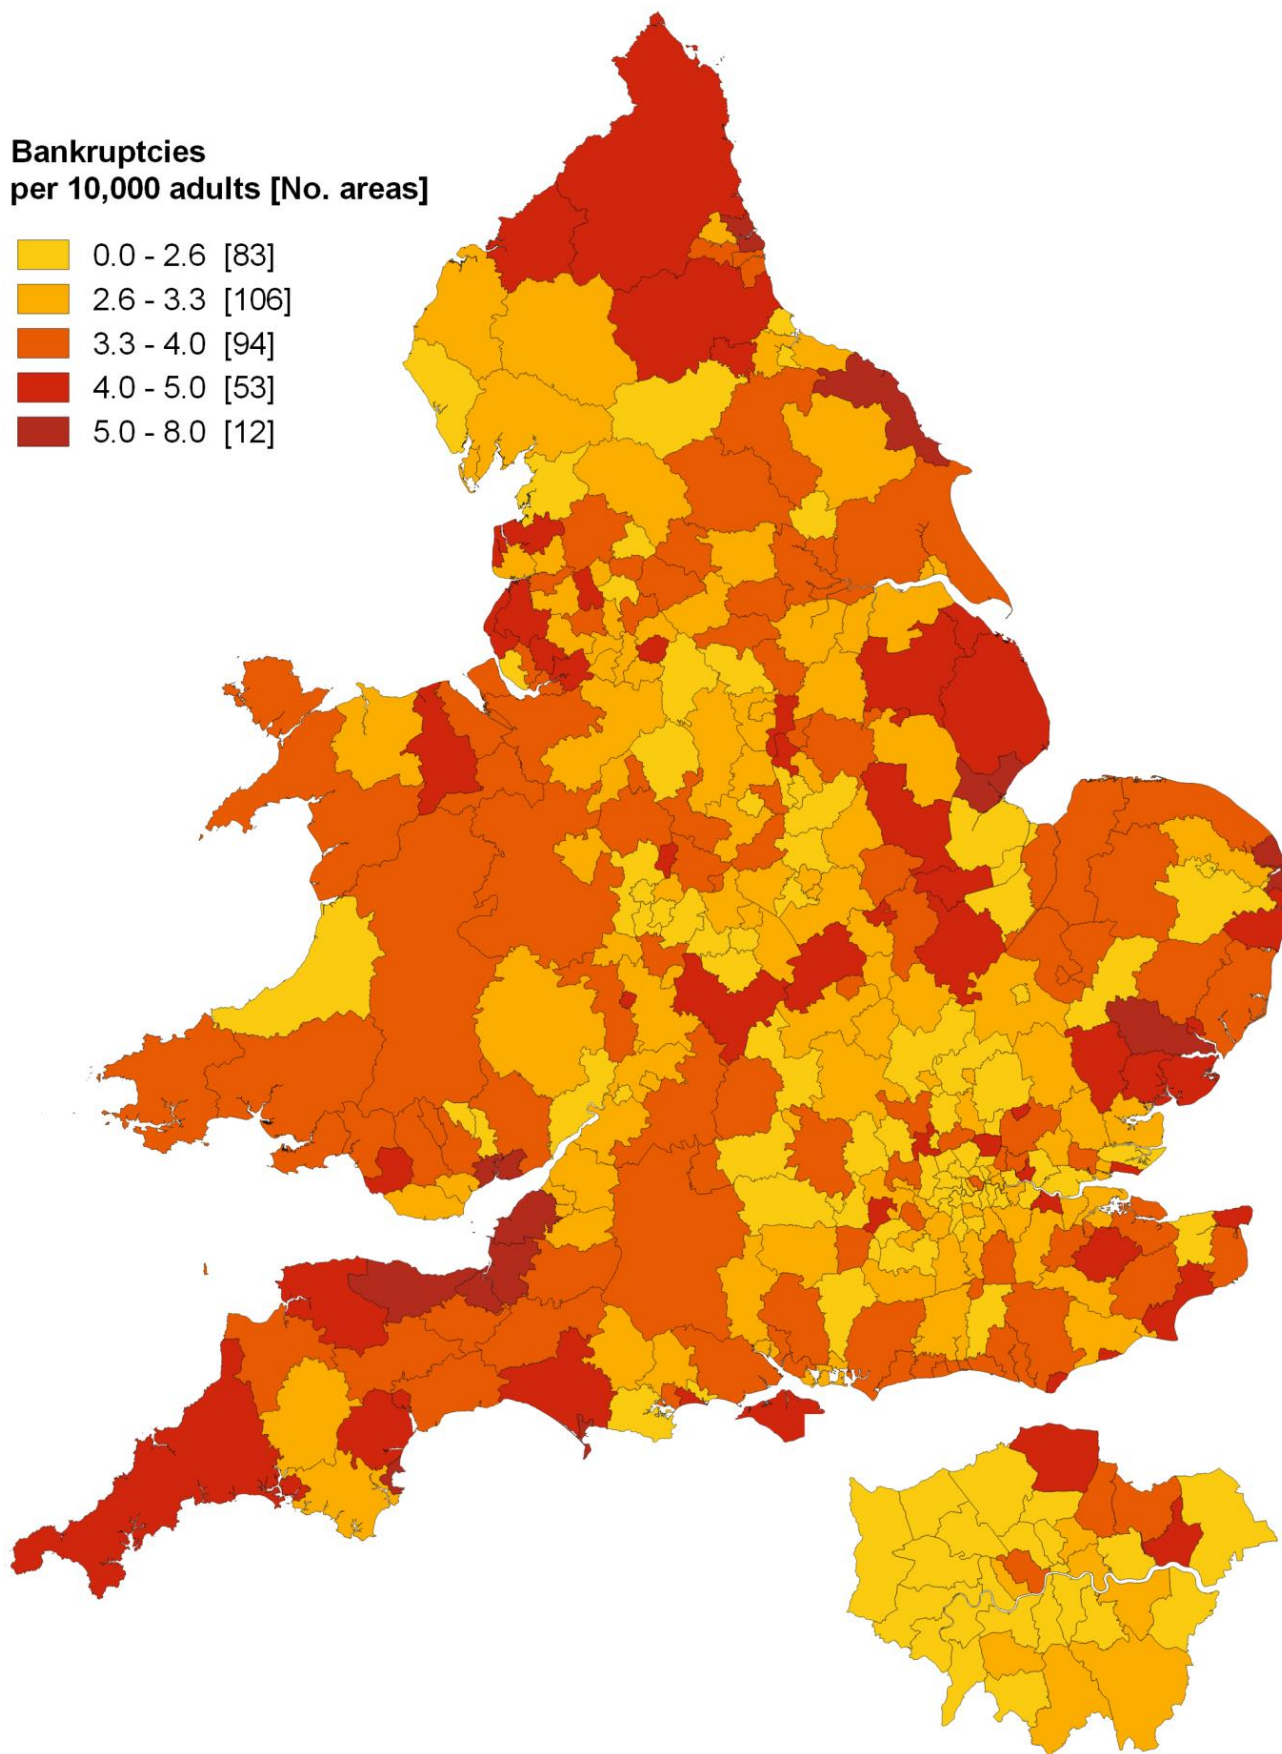 Bankruptcies
per 10,000 adults [No. areas]
0.0 - 2.6 [83]
2.6 - 3.3 [106]
3.3 - 4.0 [94]
4.0 - 5.0 [53]
5.0 - 8.0 [12]